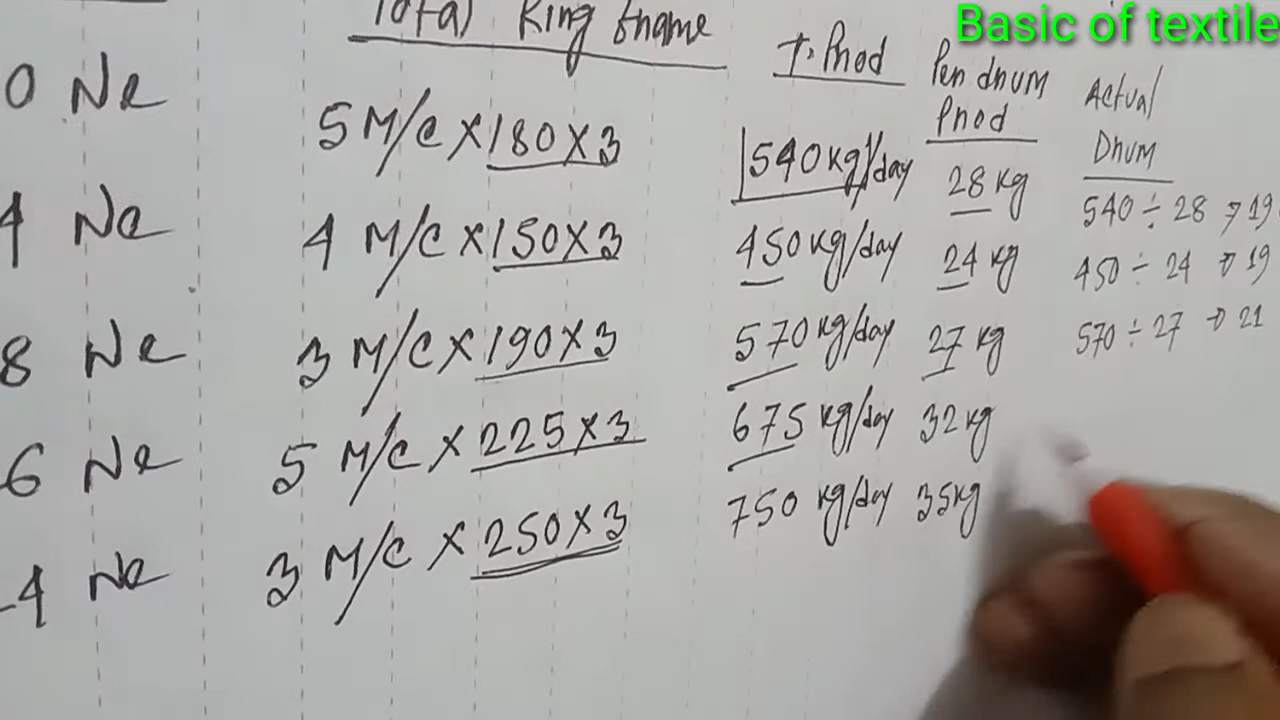 Basic of textile
Total Ring frame T. Prod Per drum Prod Actual Drum
0 Ne 5 M/C × 180 × 3 540 kg/day 28 kg 540 ÷ 28 → 19
4 Ne 4 M/C × 150 × 3 450 kg/day 24 kg 450 ÷ 24 → 19
8 Ne 3 M/C × 190 × 3 570 kg/day 27 kg 570 ÷ 27 → 21
6 Ne 5 M/C × 225 × 3 675 kg/day 32 kg
4 Ne 3 M/C × 250 × 3 750 kg/day 35 kg